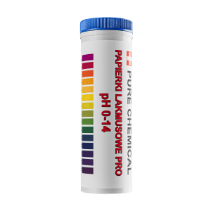 PURE CHEMICAL
PAPIERKI LAKMUSOWE PRO
pH 0-14